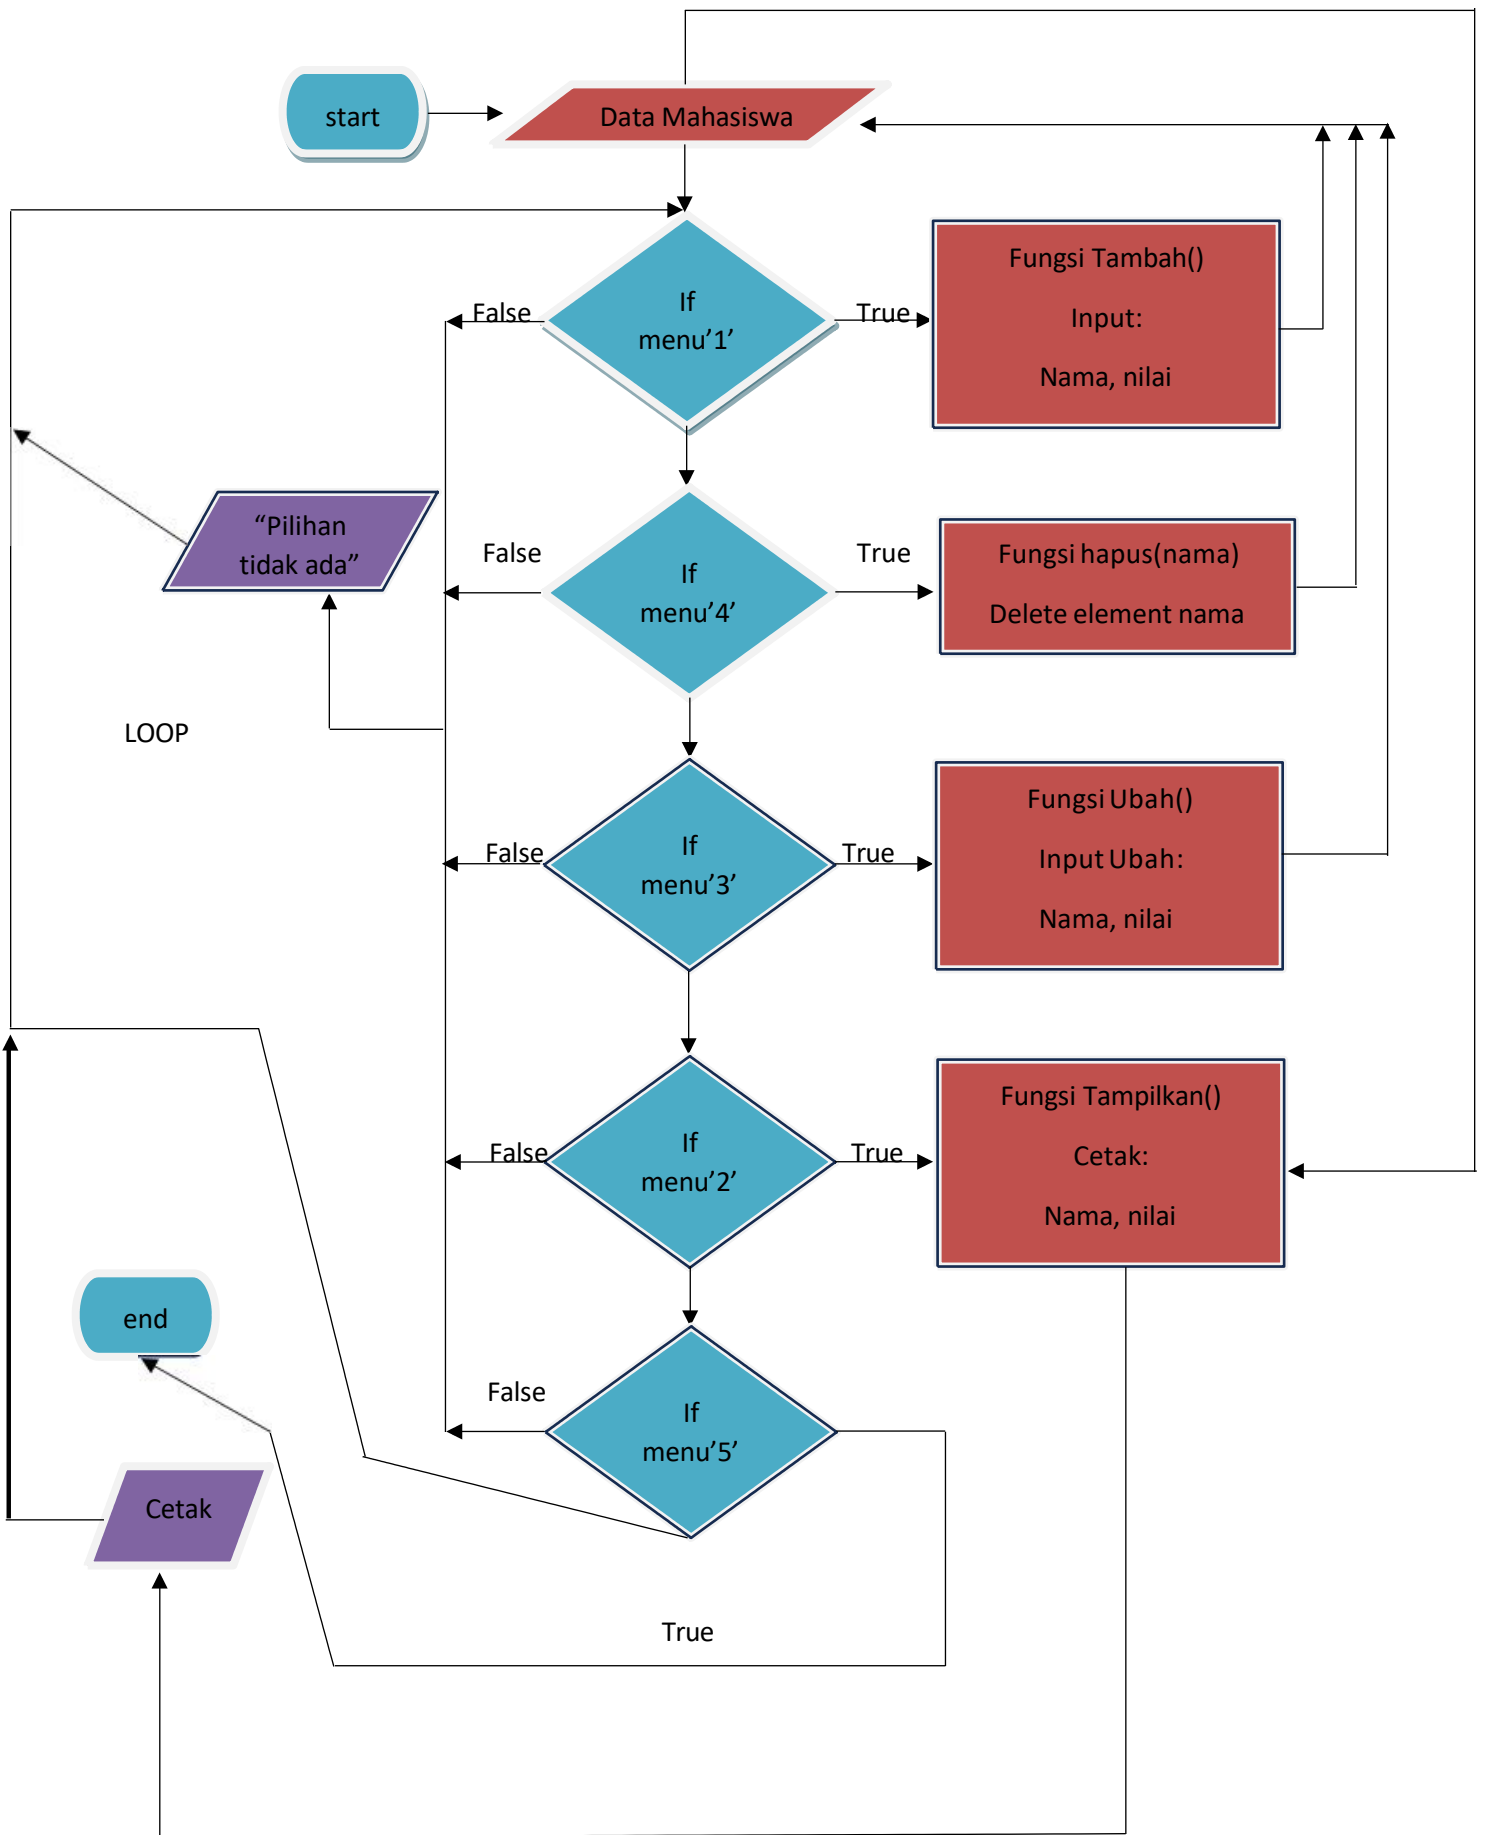 start
Data Mahasiswa
If
menu’1’
False
True
Fungsi Tambah()
Input:
Nama, nilai
“Pilihan
tidak ada”
False
If
menu’4’
True
Fungsi hapus(nama)
Delete element nama
LOOP
False
If
menu’3’
True
Fungsi Ubah()
Input Ubah:
Nama, nilai
False
If
menu’2’
True
Fungsi Tampilkan()
Cetak:
Nama, nilai
end
False
If
menu’5’
Cetak
True